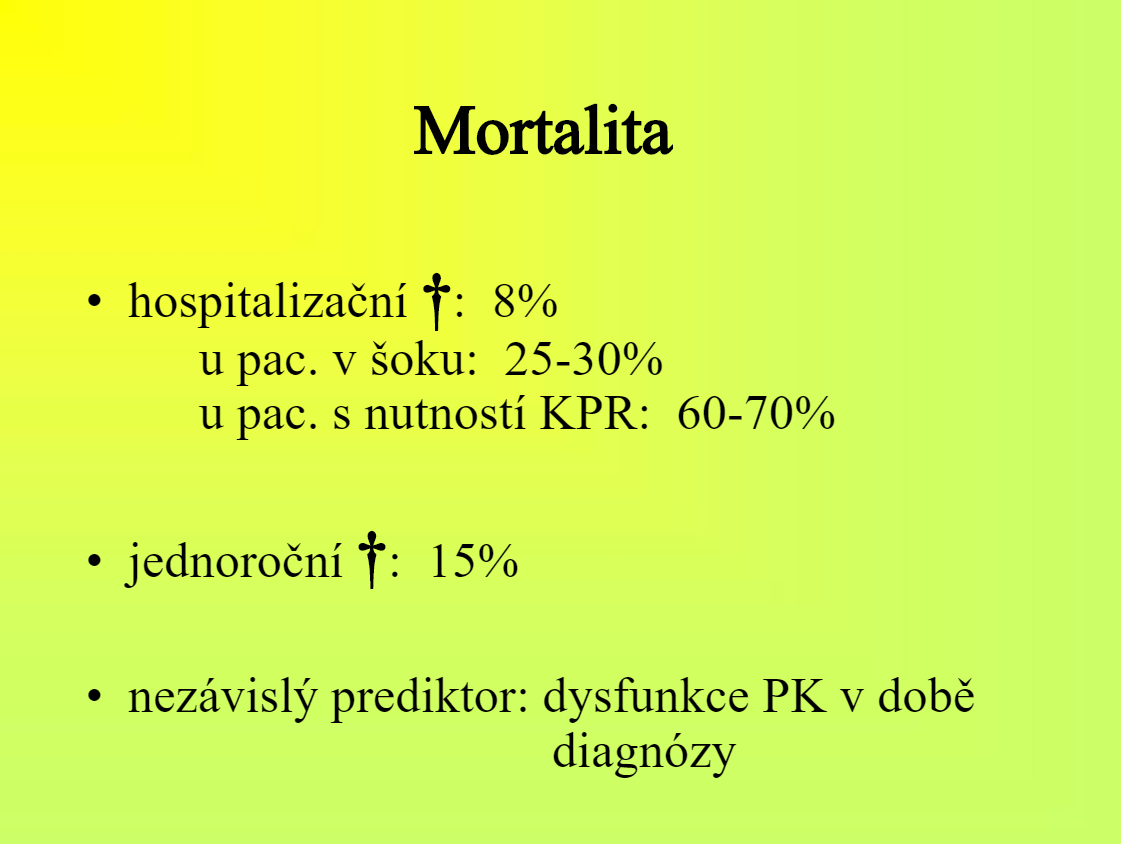 Mortalita
• hospitalizační †: 8%
u pac. v šoku: 25-30%
u pac. s nutností KPR: 60-70%
• jednoroční †: 15%
• nezávislý prediktor: dysfunkce PK v době
diagnózy